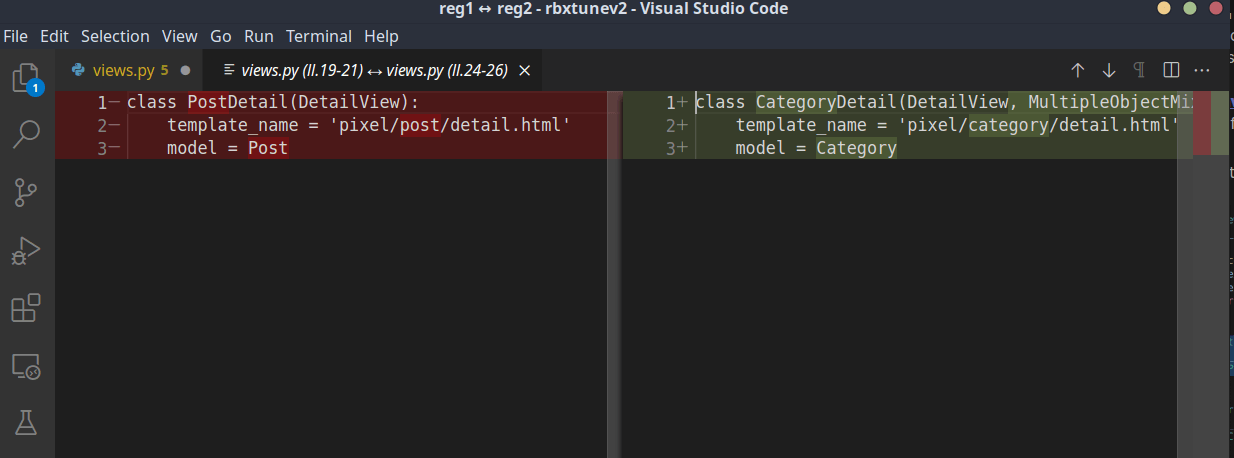 reg1 ↔ reg2 - rbxtunev2 - Visual Studio Code
File Edit Selection View Go Run Terminal Help
views.py 5 ● views.py (ll.19-21) ↔ views.py (ll.24-26) ×
1
1− class PostDetail(DetailView):
2− template_name = 'pixel/post/detail.html'
3− model = Post
1+ class CategoryDetail(DetailView, MultipleObjectMi
2+ template_name = 'pixel/category/detail.html'
3+ model = Category